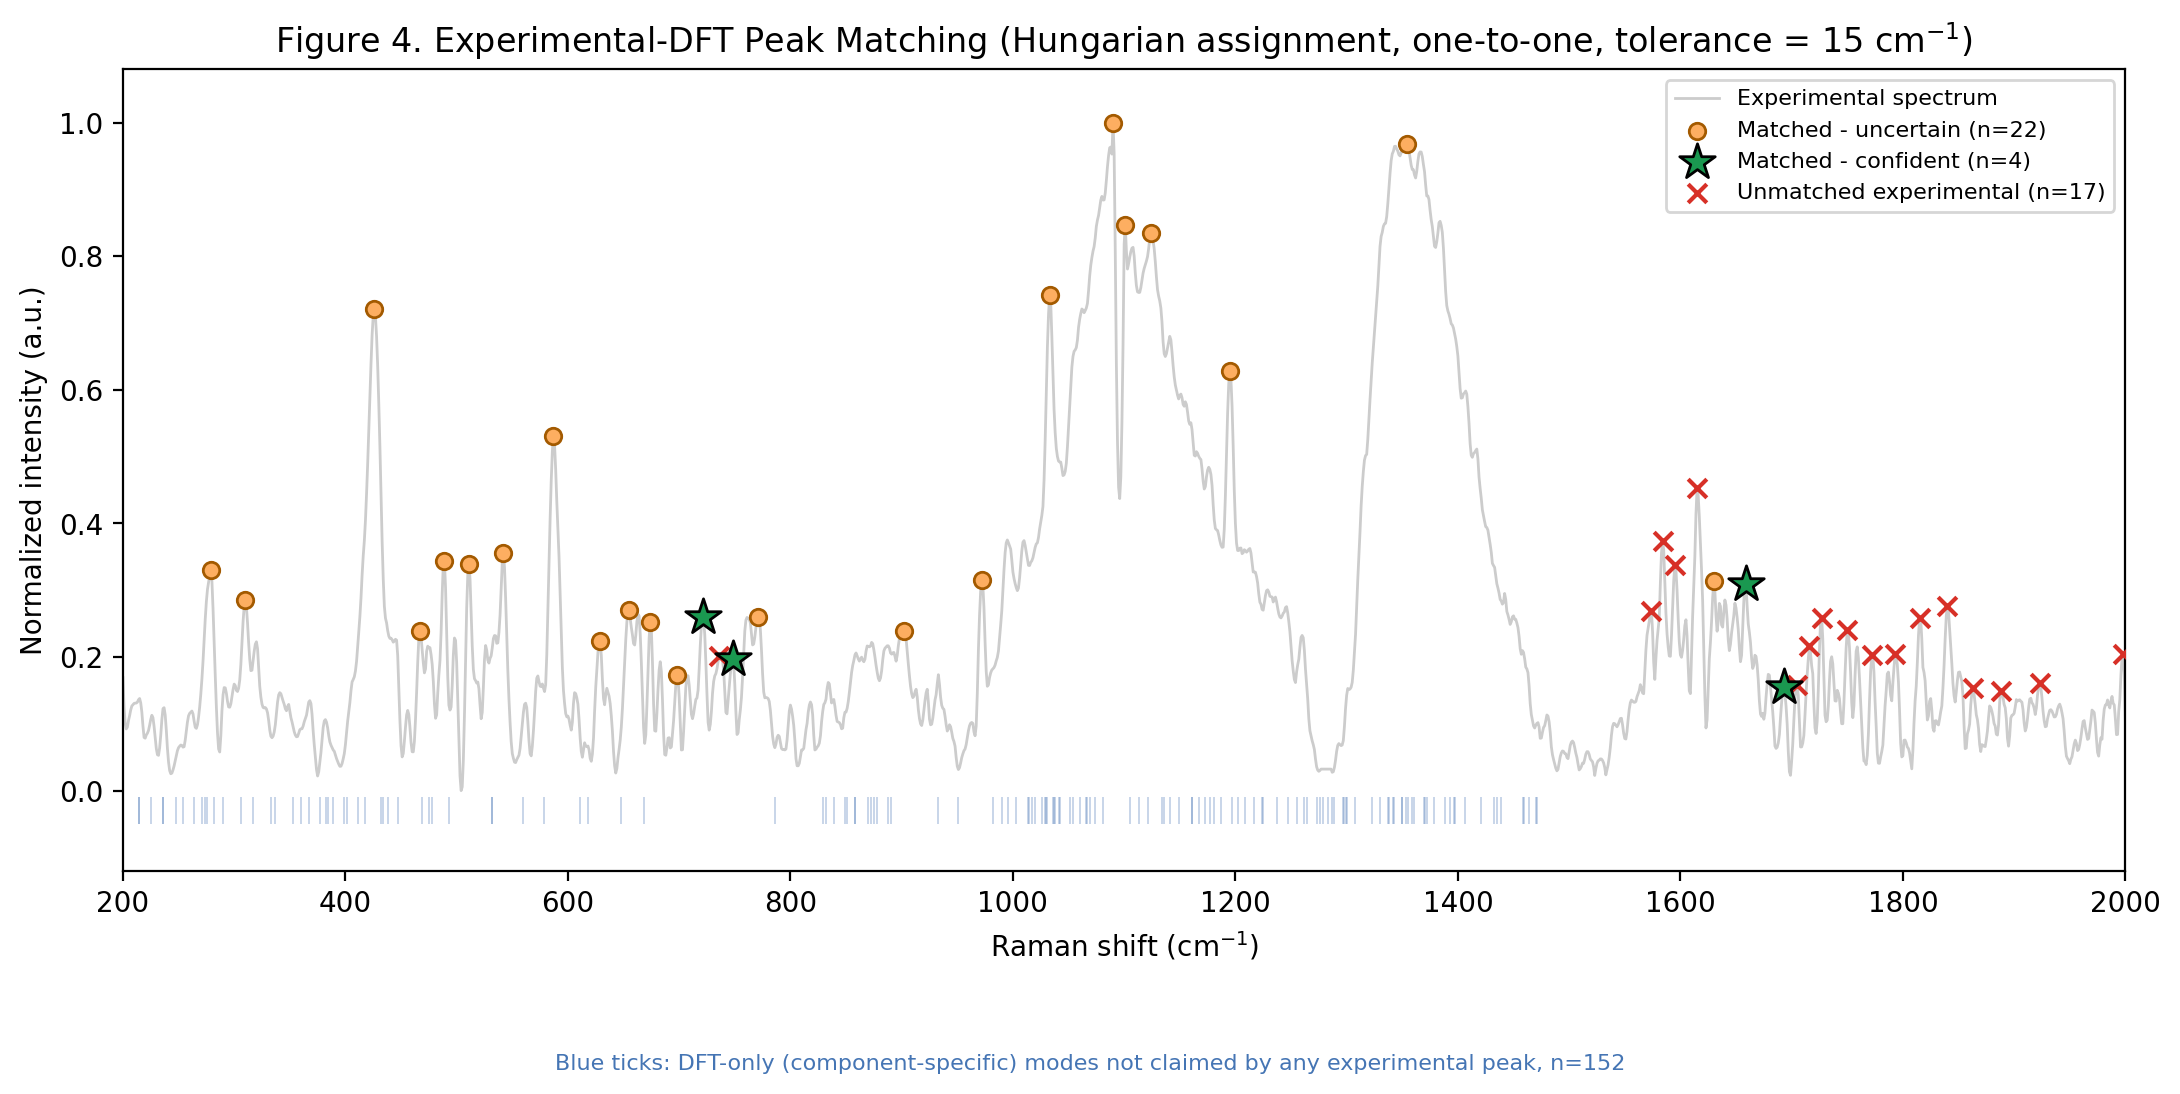 Figure 4. Experimental-DFT Peak Matching (Hungarian assignment, one-to-one, tolerance = 15 cm⁻¹)
Experimental spectrum
Matched - uncertain (n=22)
Matched - confident (n=4)
Unmatched experimental (n=17)
Normalized intensity (a.u.)
1.0
0.8
0.6
0.4
0.2
0.0
200 400 600 800 1000 1200 1400 1600 1800 2000
Raman shift (cm⁻¹)
Blue ticks: DFT-only (component-specific) modes not claimed by any experimental peak, n=152